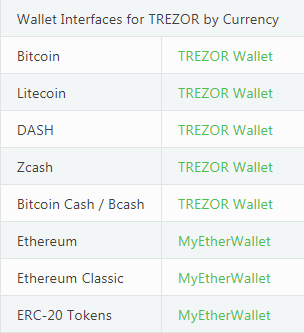 Wallet Interfaces for TREZOR by Currency
Bitcoin TREZOR Wallet
Litecoin TREZOR Wallet
DASH TREZOR Wallet
Zcash TREZOR Wallet
Bitcoin Cash / Bcash TREZOR Wallet
Ethereum MyEtherWallet
Ethereum Classic MyEtherWallet
ERC-20 Tokens MyEtherWallet